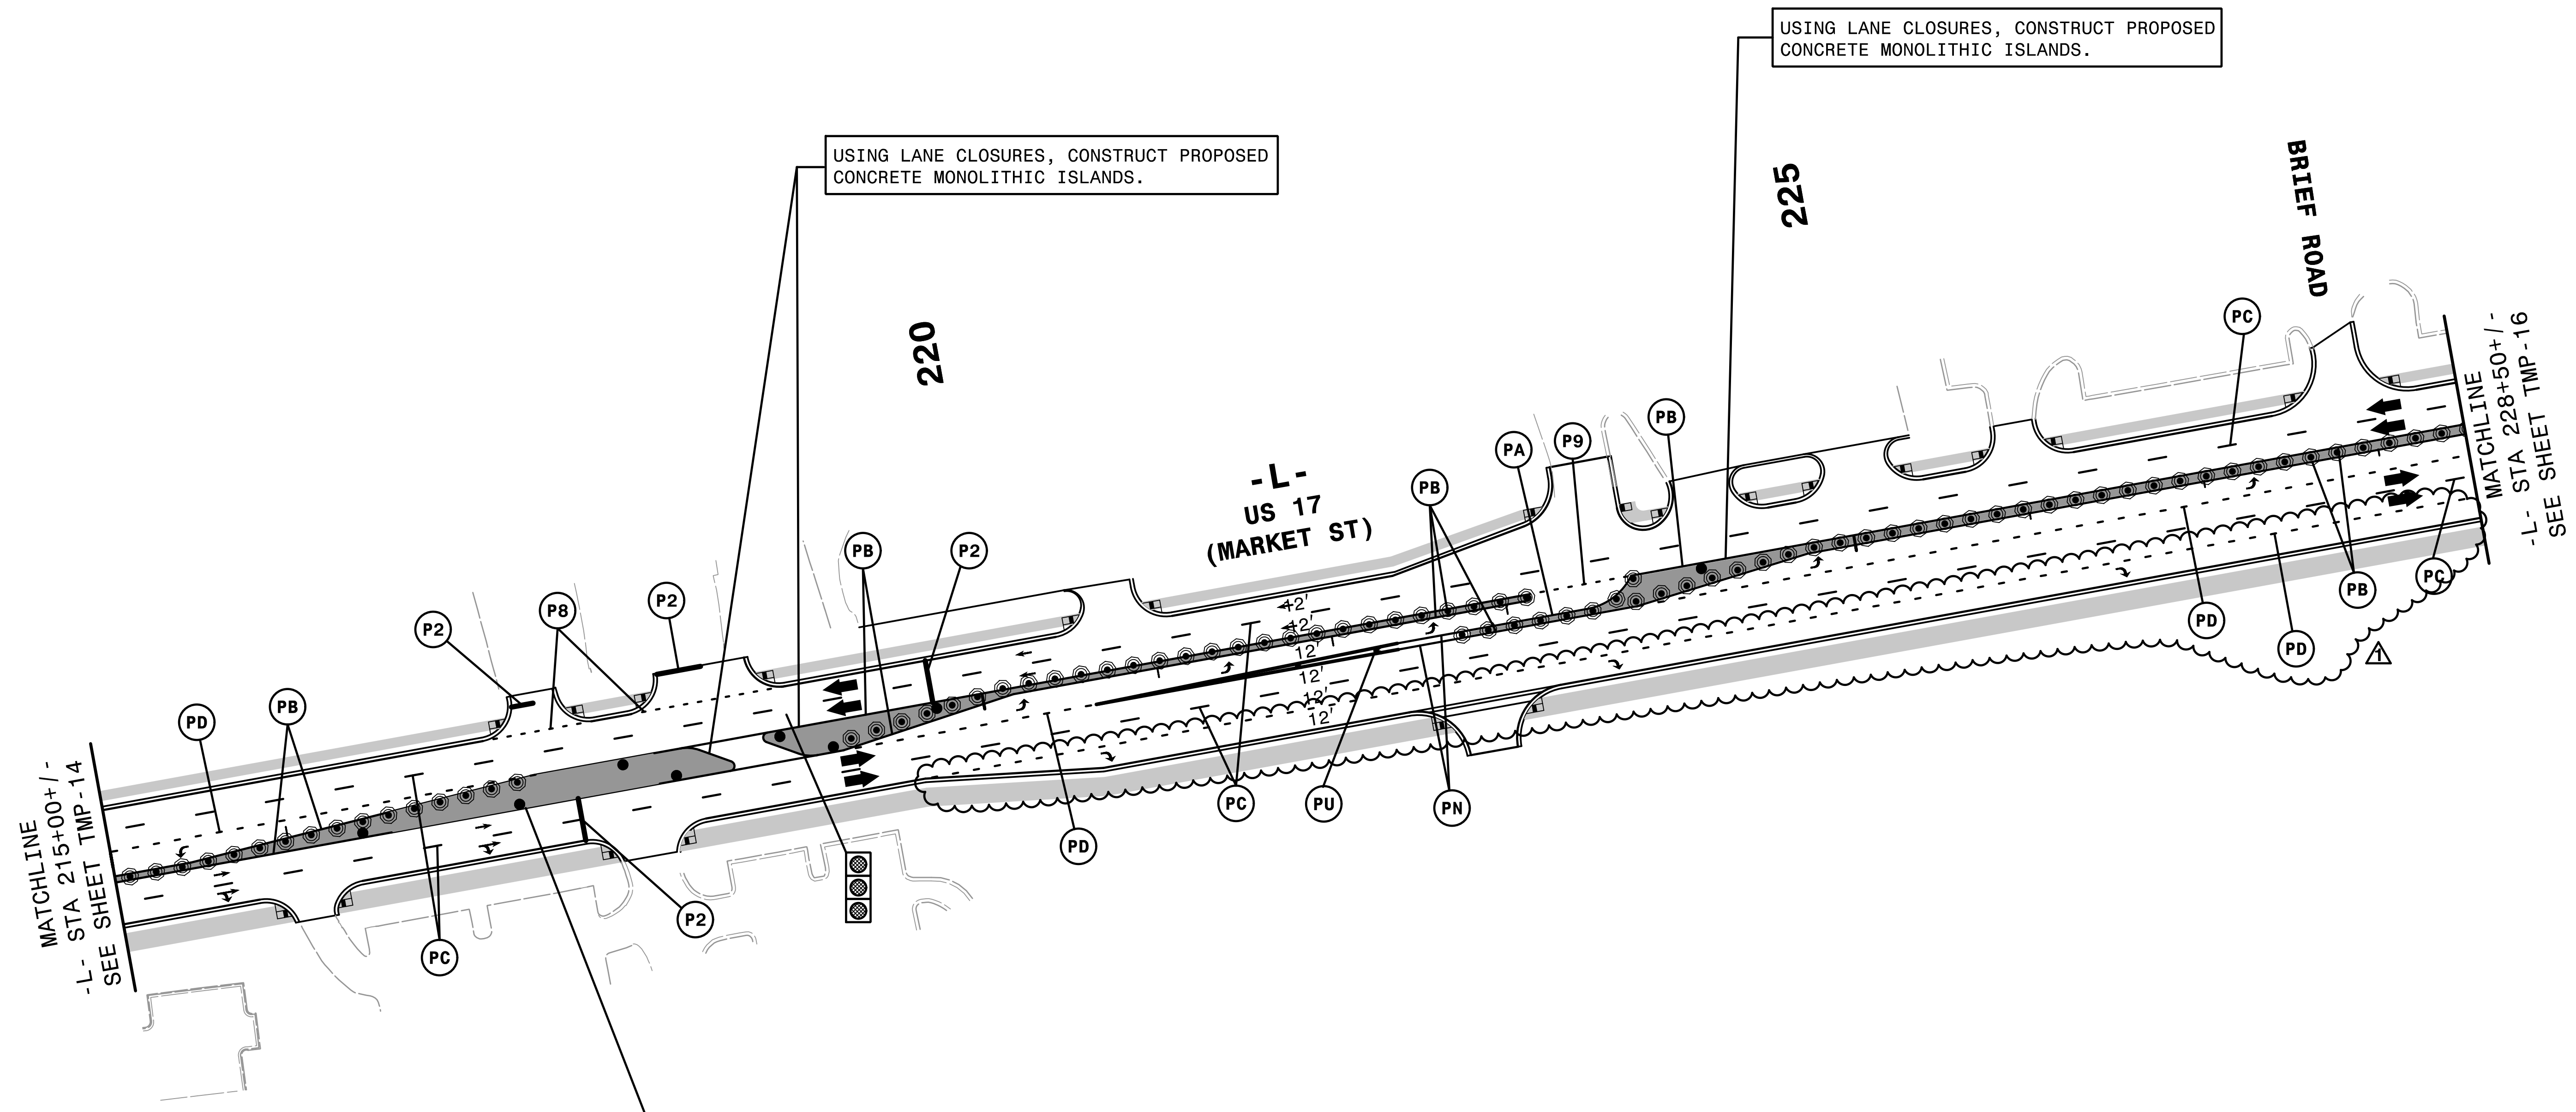 USING LANE CLOSURES, CONSTRUCT PROPOSED
CONCRETE MONOLITHIC ISLANDS.
USING LANE CLOSURES, CONSTRUCT PROPOSED
CONCRETE MONOLITHIC ISLANDS.
220
225
BRIEF ROAD
-L-
US 17
(MARKET ST)
MATCHLINE
-L- STA 215+00+/-
SEE SHEET TMP-14
MATCHLINE
-L- STA 228+50+/-
SEE SHEET TMP-16
PD
PB
P2
P8
P2
PB
P2
PB
PA
P9
PB
PC
12'
12'
12'
12'
12'
12'
PC
P2
PD
PC
PU
PN
PD
PD
PB
PC
1